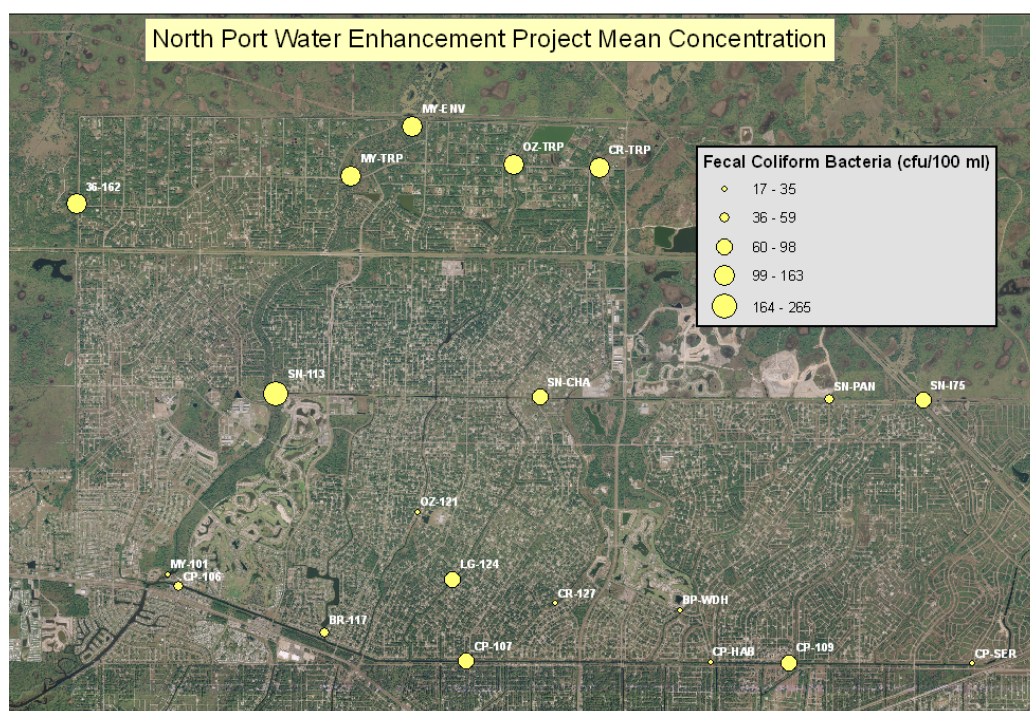 North Port Water Enhancement Project Mean Concentration
MY-ENV
OZ-TRP
CR-TRP
MY-TRP
36-162
Fecal Coliform Bacteria (cfu/100 ml)
17 - 35
36 - 59
60 - 98
99 - 163
164 - 265
SN-113
SN-CHA
SN-PAN
SN-I75
OZ-121
MY-101
CP-106
LG-124
CR-127
BP-WDH
BR-117
CP-107
CP-HAB
CP-109
CP-SER